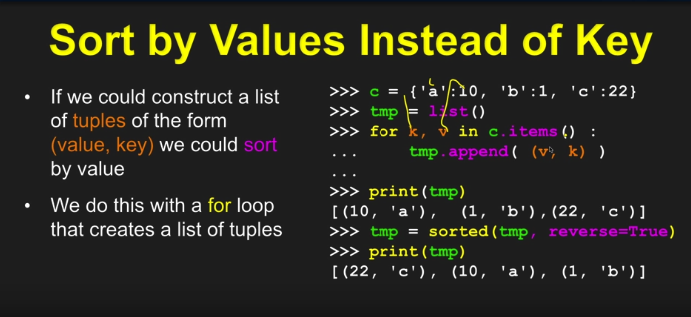 Sort by Values Instead of Key
• If we could construct a list
of tuples of the form
(value, key) we could sort
by value
• We do this with a for loop
that creates a list of tuples
>>> c = {'a':10, 'b':1, 'c':22}
>>> tmp = list()
>>> for k, v in c.items() :
...     tmp.append( (v, k) )
...
>>> print(tmp)
[(10, 'a'), (1, 'b'),(22, 'c')]
>>> tmp = sorted(tmp, reverse=True)
>>> print(tmp)
[(22, 'c'), (10, 'a'), (1, 'b')]